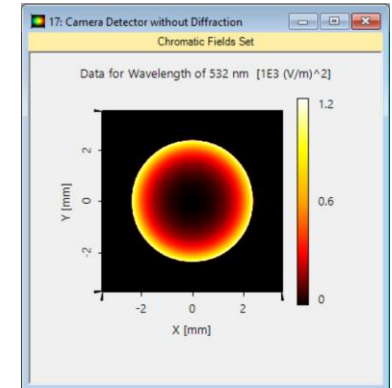 17: Camera Detector without Diffraction
Chromatic Fields Set
Data for Wavelength of 532 nm [1E3 (V/m)^2]
1.2
2
0.6
Y [mm]
0
-2
0
-2
0
2
X [mm]